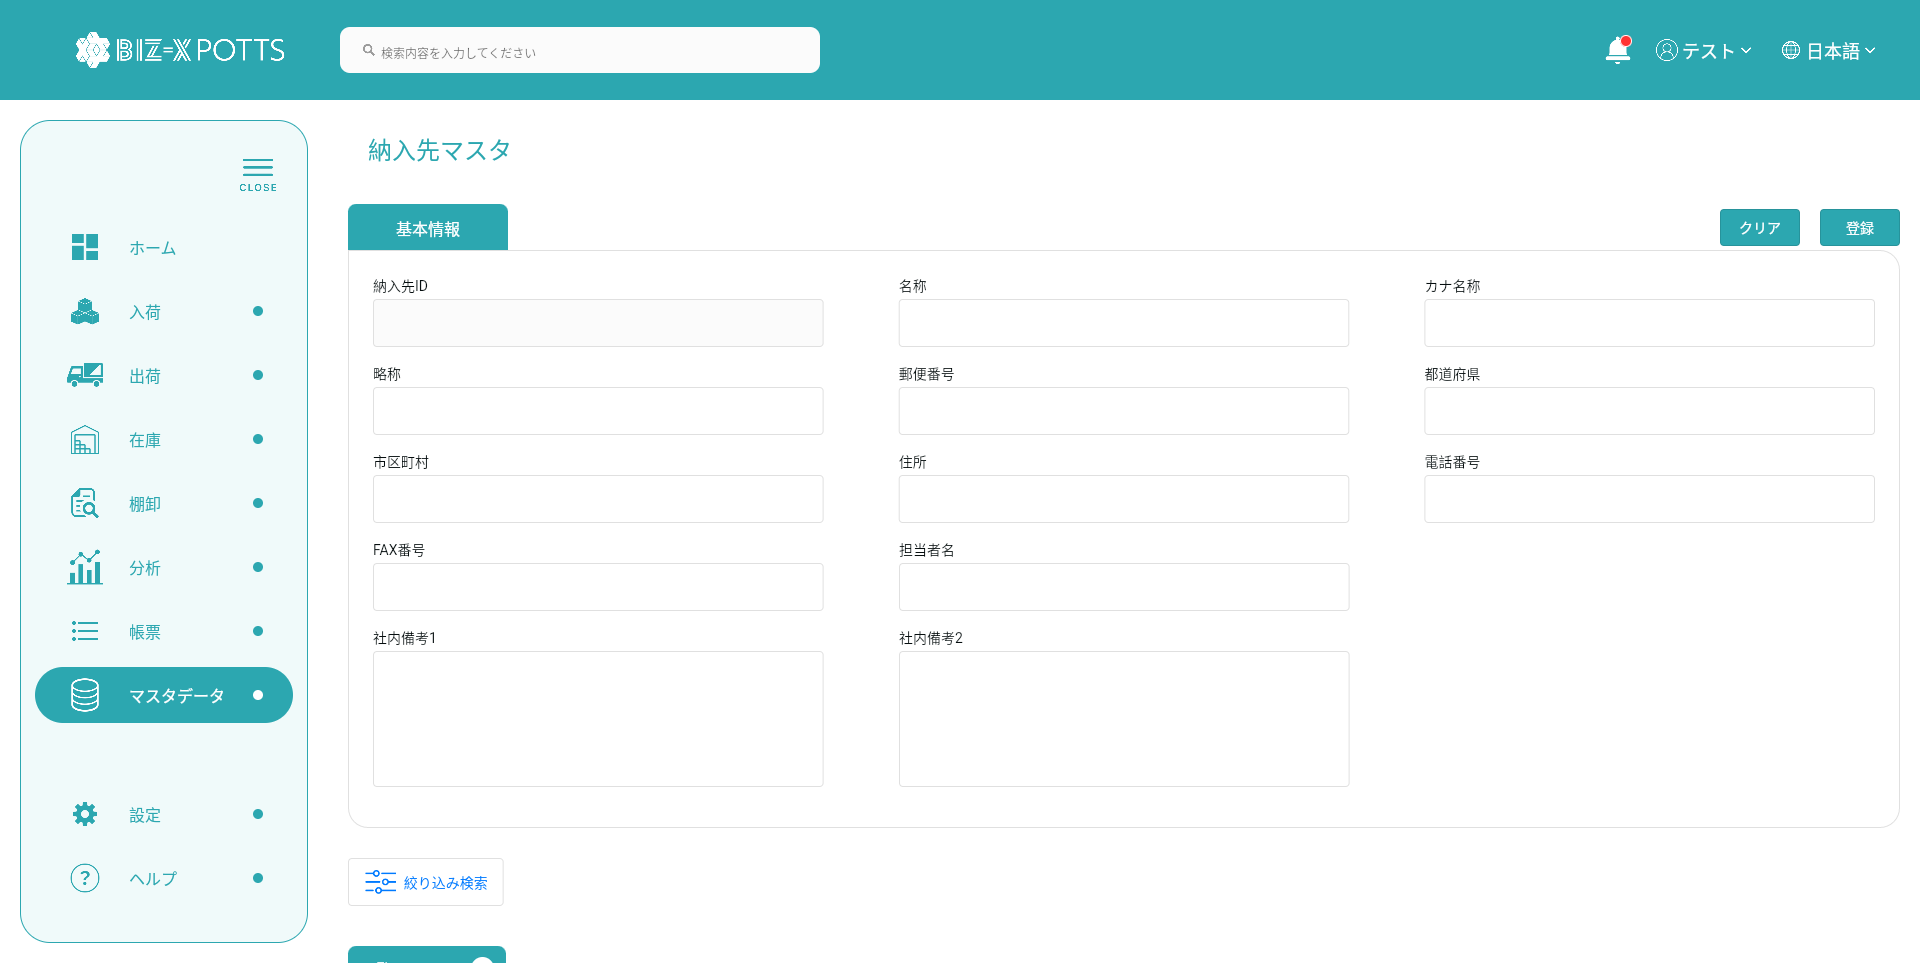 BIZ=X POTTS
検索内容を入力してください
テスト
日本語
CLOSE
ホーム
入荷
出荷
在庫
棚卸
分析
帳票
マスタデータ
設定
?
ヘルプ
納入先マスタ
基本情報
クリア
登録
納入先ID
名称
カナ名称
略称
郵便番号
都道府県
市区町村
住所
電話番号
FAX番号
担当者名
社内備考1
社内備考2
絞り込み検索